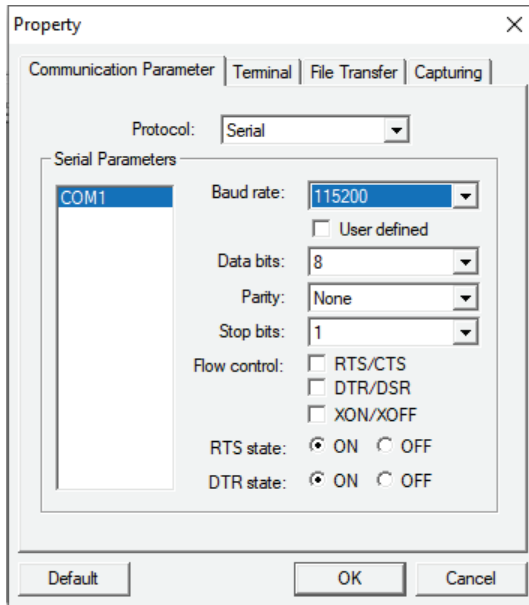 Property
Communication Parameter Terminal File Transfer Capturing
Protocol: Serial
Serial Parameters
COM1
Baud rate: 115200
User defined
Data bits: 8
Parity: None
Stop bits: 1
Flow control: RTS/CTS
DTR/DSR
XON/XOFF
RTS state: ON OFF
DTR state: ON OFF
Default OK Cancel